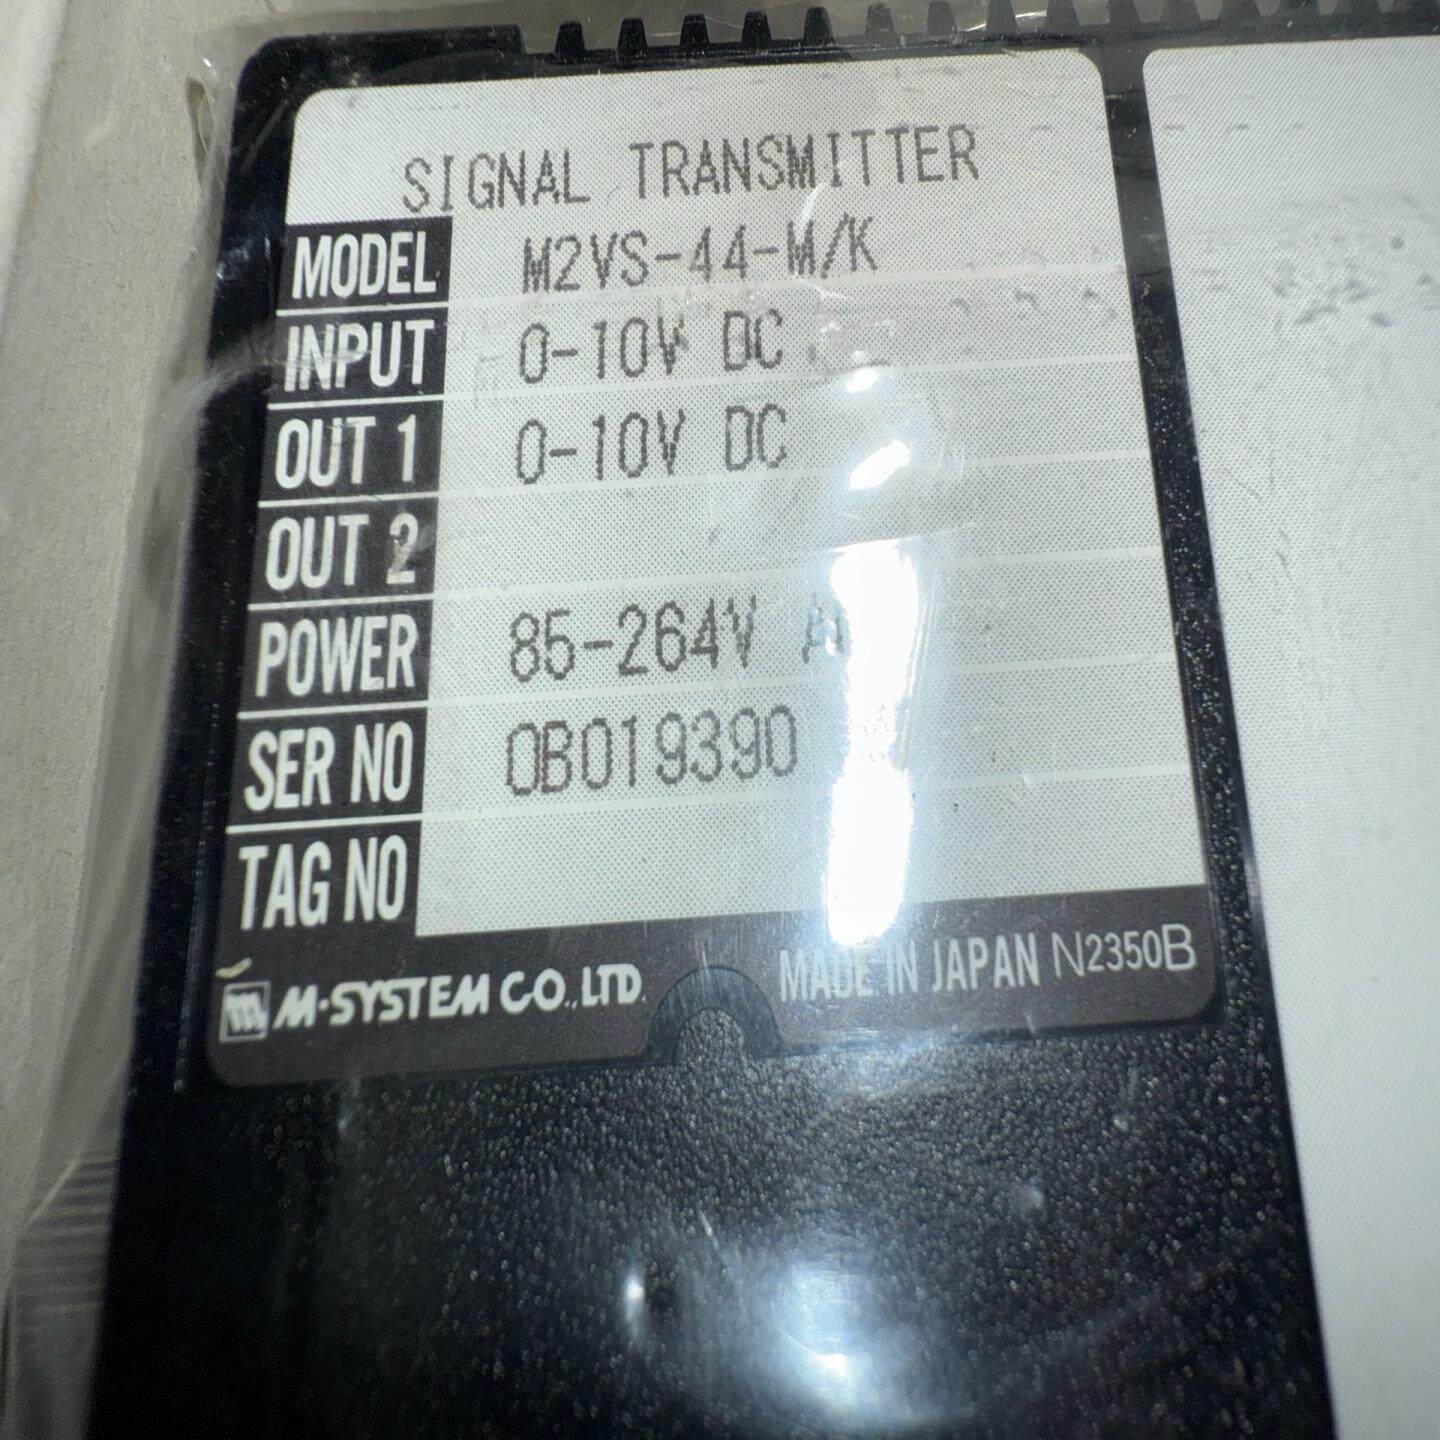 SIGNAL TRANSMITTER
MODEL M2VS-44-M/K
INPUT 0-10V DC
OUT 1 0-10V DC
OUT 2
POWER 85-264V
SER NO 0B019390
TAG NO
m M·SYSTEM CO.,LTD. MADE IN JAPAN N2350B